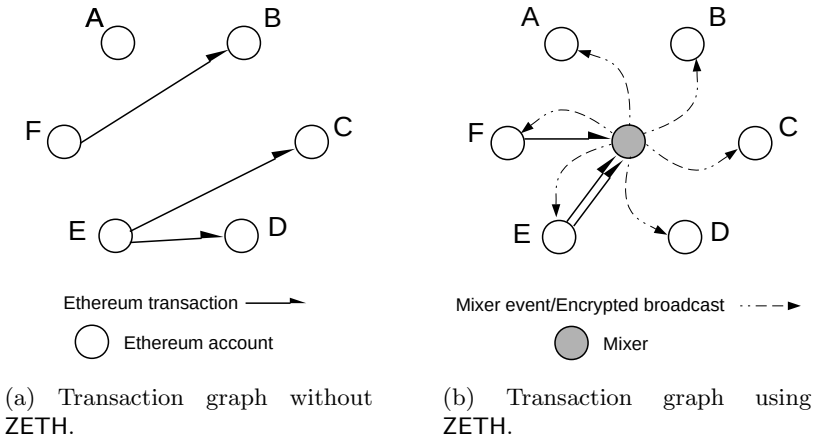 A
B
F
C
E
D
Ethereum transaction
Ethereum account
(a) Transaction graph without
ZETH.
A
B
F
C
E
D
Mixer event/Encrypted broadcast
Mixer
(b) Transaction graph using
ZETH.